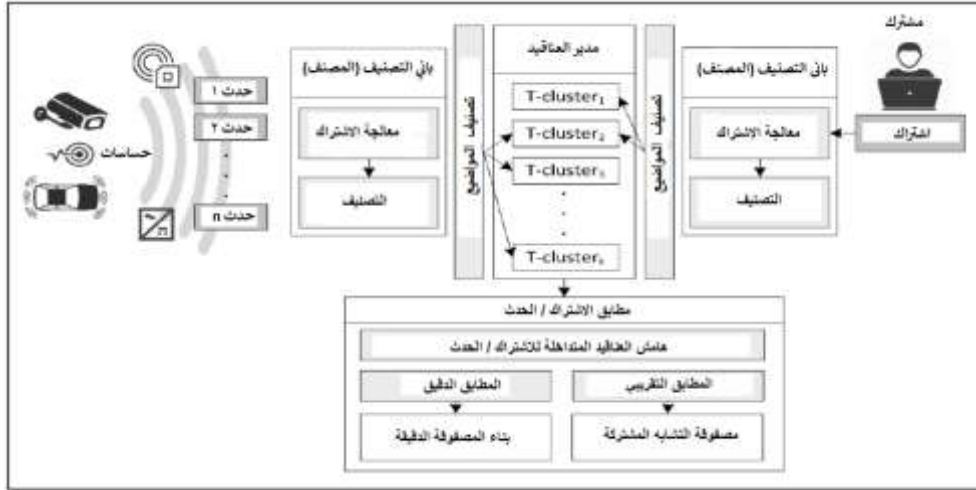 مشترك
اشتراك
باني التصنيف (المصنف)
معالجة الاشتراك
التصنيف
تصنيف المواضيع
مدير العناقيد
T-cluster₁
T-cluster₂
T-cluster₃
.
.
.
T-clusterₖ
تصنيف المواضيع
باني التصنيف (المصنف)
معالجة الاشتراك
التصنيف
حدث ١
حدث ٢
.
.
.
حدث n
حساسات
مطابق الاشتراك / الحدث
هامش العناقيد المتداخلة للاشتراك / الحدث
المطابق التقريبي
المطابق الدقيق
مصفوفة التشابه المشتركة
بناء المصفوفة الدقيقة